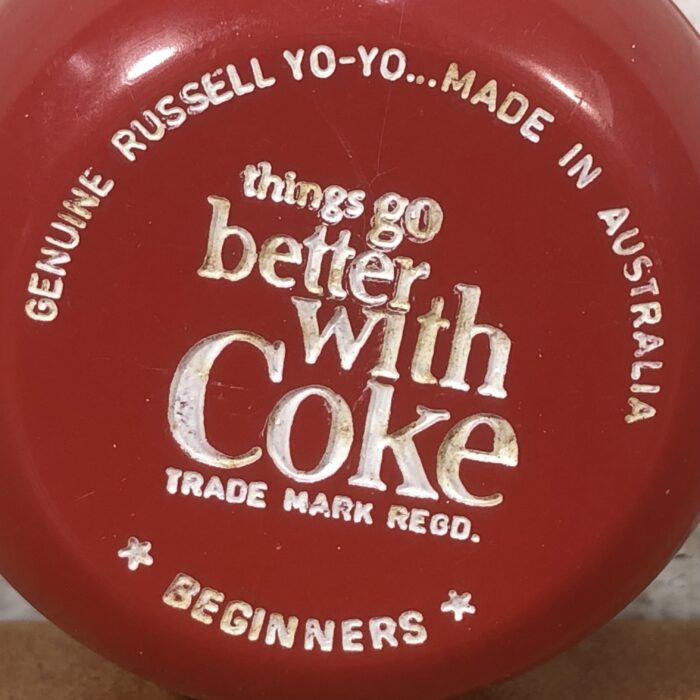 GENUINE RUSSELL YO-YO...MADE IN AUSTRALIA
things go
better
with
Coke
TRADE MARK REGD.
* BEGINNERS *